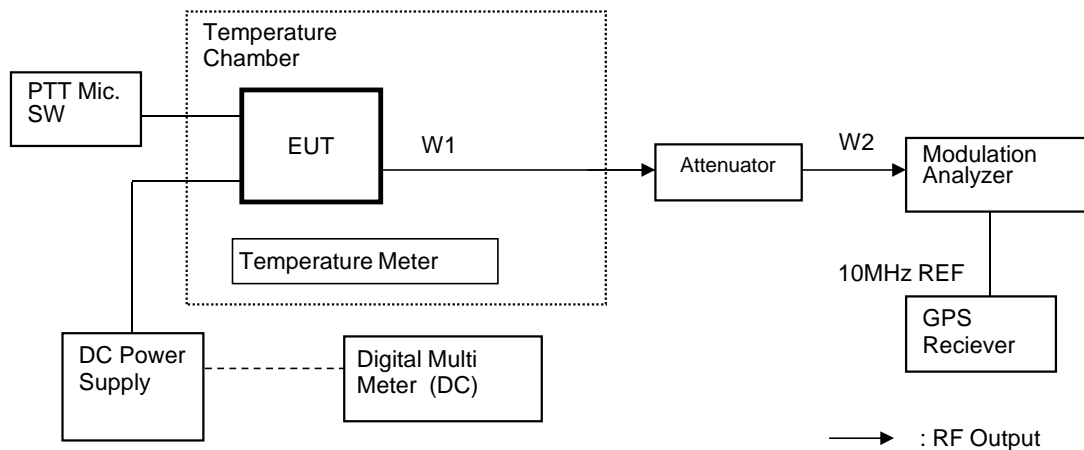 Temperature
Chamber
PTT Mic.
SW
EUT
W1
Attenuator
W2
Modulation
Analyzer
Temperature Meter
10MHz REF
GPS
Reciever
DC Power
Supply
Digital Multi
Meter (DC)
: RF Output